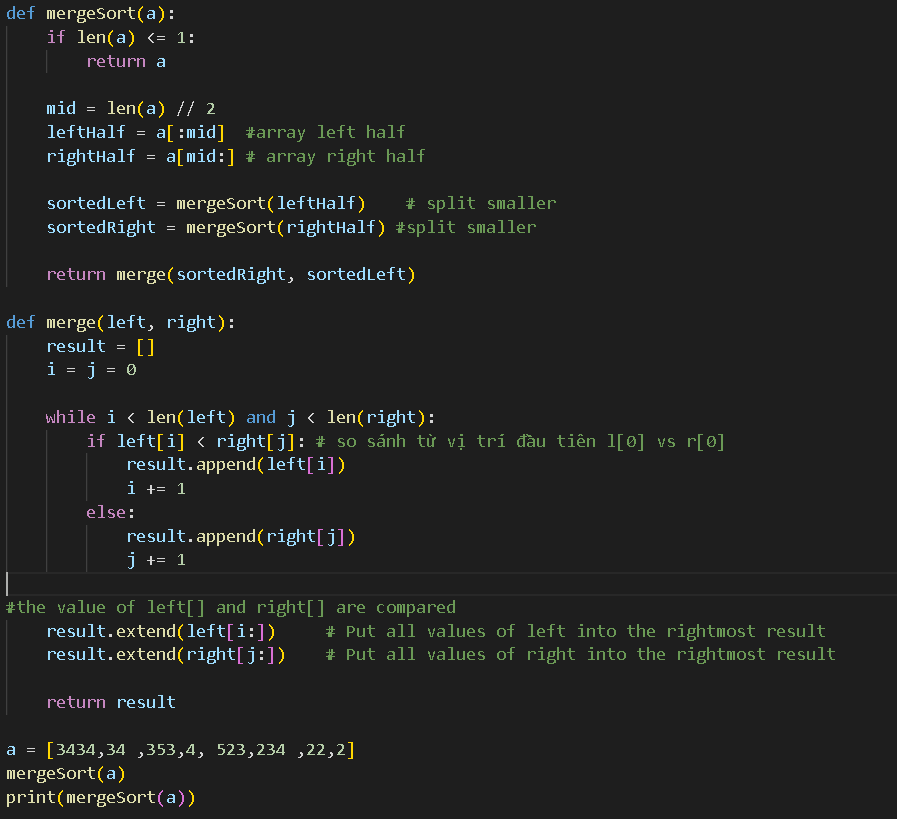 def mergeSort(a):
    if len(a) <= 1:
        return a
    mid = len(a) // 2
    leftHalf = a[:mid]  #array left half
    rightHalf = a[mid:] # array right half
    sortedLeft = mergeSort(leftHalf)    # split smaller
    sortedRight = mergeSort(rightHalf) #split smaller
    return merge(sortedRight, sortedLeft)
def merge(left, right):
    result = []
    i = j = 0
    while i < len(left) and j < len(right):
        if left[i] < right[j]: # so sánh từ vị trí đầu tiên l[0] vs r[0]
            result.append(left[i])
            i += 1
        else:
            result.append(right[j])
            j += 1
#the value of left[] and right[] are compared
    result.extend(left[i:])     # Put all values of left into the rightmost result
    result.extend(right[j:])    # Put all values of right into the rightmost result
    return result
a = [3434,34 ,353,4, 523,234 ,22,2]
mergeSort(a)
print(mergeSort(a))